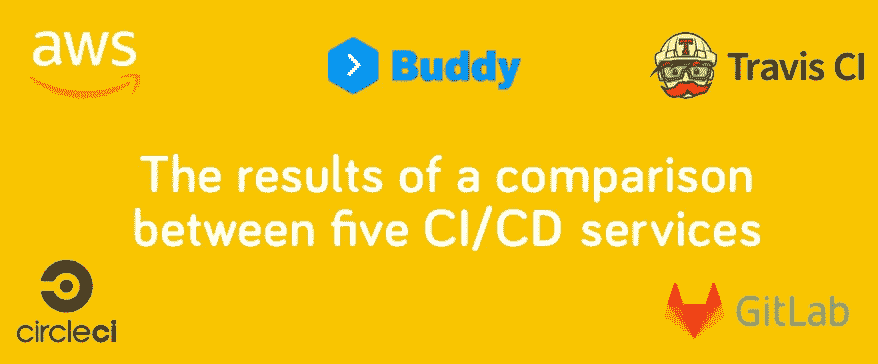 aws
Buddy
T
Travis CI
The results of a comparison
between five CI/CD services
circleci
GitLab